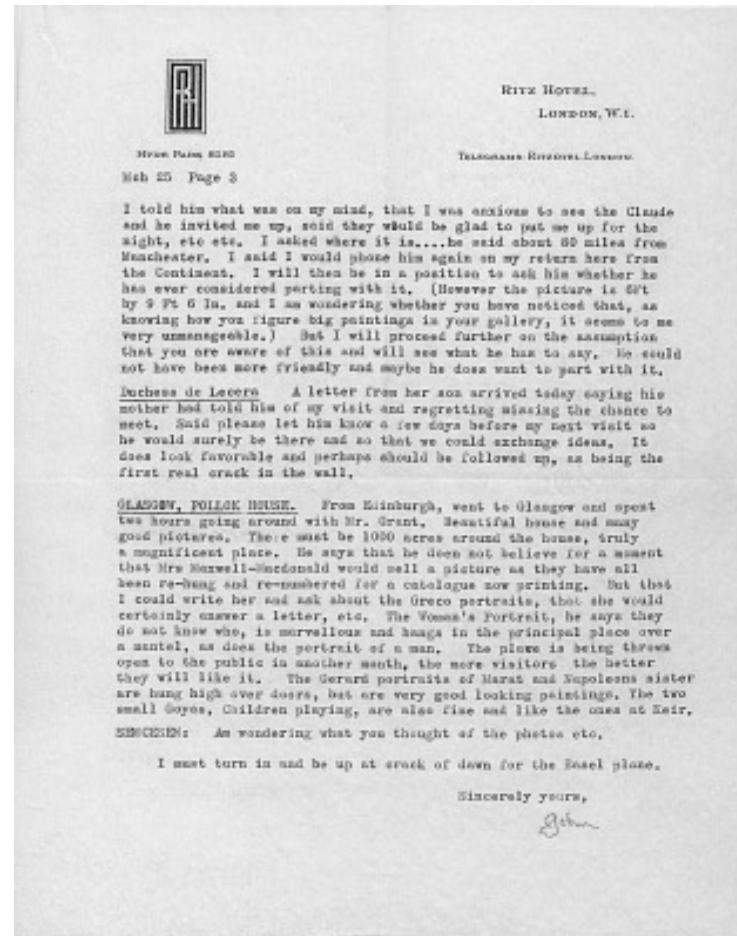 RH
RITZ HOTEL,
LONDON, W.1.
HYDE PARK 8181
TELEGRAMS RITZOTEL LONDON
Mch 25 Page 3
I told him what was on my mind, that I was anxious to see the Claude
and he invited me up, said they would be glad to put me up for the
night, etc etc. I asked where it is....he said about 60 miles from
Manchester. I said I would phone him again on my return here from
the Continent. I will then be in a position to ask him whether he
has ever considered parting with it. (However the picture is 6Ft
by 9 Ft 6 In. and I am wondering whether you have noticed that, as
knowing how you figure big paintings in your gallery, it seems to me
very unmanageable.) But I will proceed further on the assumption
that you are aware of this and will see what he has to say. He could
not have been more friendly and maybe he does want to part with it.
Duchess de Lecera A letter from her son arrived today saying his
mother had told him of my visit and regretting missing the chance to
meet. Said please let him know a few days before my next visit so
he would surely be there and so that we could exchange ideas. It
does look favorable and perhaps should be followed up, as being the
first real crack in the wall.
GLASGOW, POLLOK HOUSE. From Edinburgh, went to Glasgow and spent
two hours going around with Mr. Grant. Beautiful house and many
good pictures. There must be 1000 acres around the house, truly
a magnificent place. He says that he does not believe for a moment
that Mrs Maxwell-Macdonald would sell a picture as they have all
been re-hung and re-numbered for a catalogue now printing. But that
I could write her and ask about the Greco portraits, that she would
certainly answer a letter, etc. The Woman's Portrait, he says they
do not know who, is marvellous and hangs in the principal place over
a mantel, as does the portrait of a man. The place is being thrown
open to the public in another month, the more visitors the better
they will like it. The Gerard portraits of Marat and Napoleons sister
are hung high over doors, but are very good looking paintings. The two
small Goyas, Children playing, are also fine and like the ones at Keir.
Am wondering what you thought of the photos etc.
I must turn in and be up at crack of dawn for the Basel plane.
Sincerely yours,
John